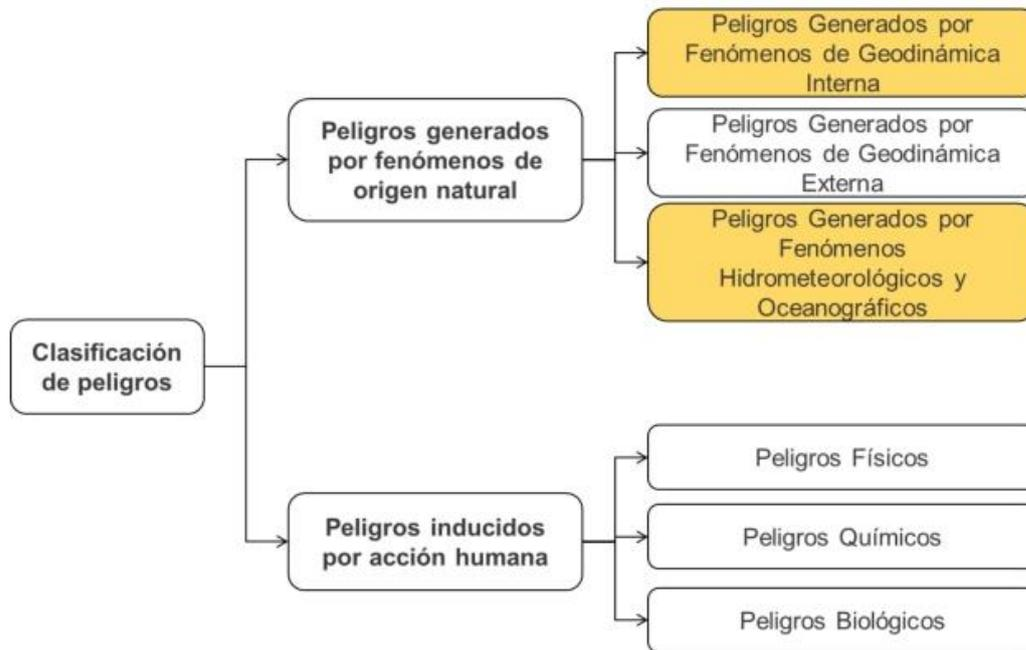 Peligros Generados por
Fenómenos de Geodinámica
Interna
Peligros generados
por fenómenos de
origen natural
Peligros Generados por
Fenómenos de Geodinámica
Externa
Peligros Generados por
Fenómenos
Hidrometeorológicos y
Oceanográficos
Clasificación
de peligros
Peligros Físicos
Peligros inducidos
por acción humana
Peligros Químicos
Peligros Biológicos